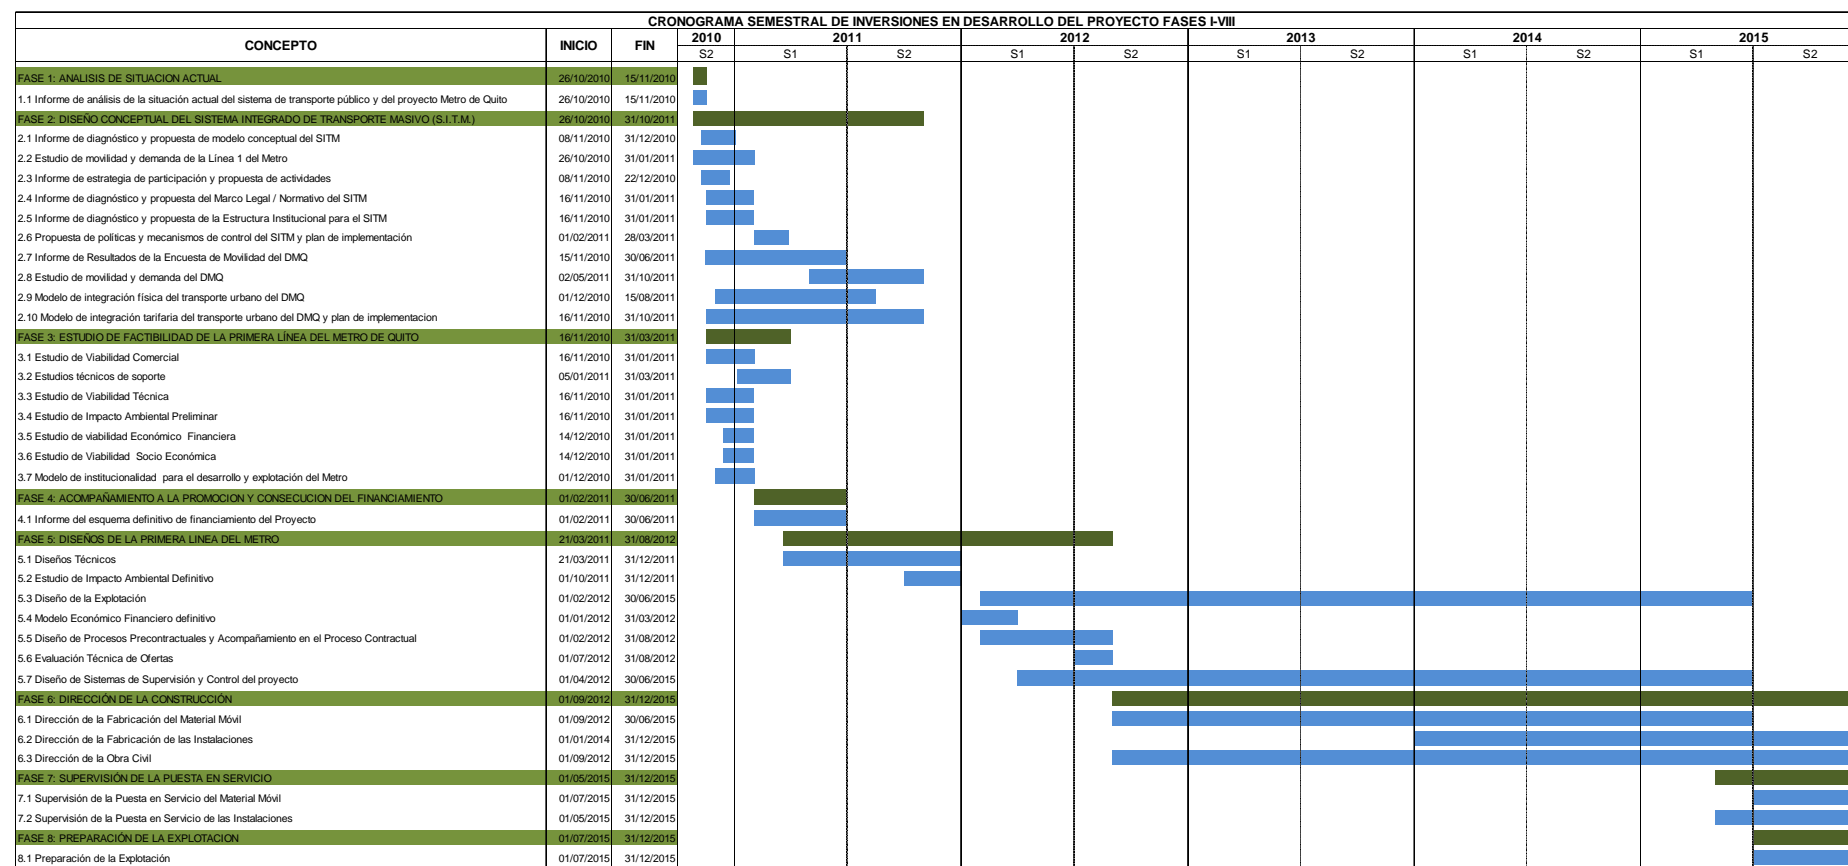 CRONOGRAMA SEMESTRAL DE INVERSIONES EN DESARROLLO DEL PROYECTO FASES I-VIII
CONCEPTO INICIO FIN 2010 2011 2012 2013 2014 2015
S2 S1 S2 S1 S2 S1 S2 S1 S2 S1 S2
FASE 1: ANALISIS DE SITUACION ACTUAL 26/10/2010 15/11/2010
1.1 Informe de análisis de la situación actual del sistema de transporte público y del proyecto Metro de Quito 26/10/2010 15/11/2010
FASE 2: DISEÑO CONCEPTUAL DEL SISTEMA INTEGRADO DE TRANSPORTE MASIVO (S.I.T.M.) 26/10/2010 31/10/2011
2.1 Informe de diagnóstico y propuesta de modelo conceptual del SITM 08/11/2010 31/12/2010
2.2 Estudio de movilidad y demanda de la Línea 1 del Metro 26/10/2010 31/01/2011
2.3 Informe de estrategia de participación y propuesta de actividades 08/11/2010 22/12/2010
2.4 Informe de diagnóstico y propuesta del Marco Legal / Normativo del SITM 16/11/2010 31/01/2011
2.5 Informe de diagnóstico y propuesta de la Estructura Institucional para el SITM 16/11/2010 31/01/2011
2.6 Propuesta de políticas y mecanismos de control del SITM y plan de implementación 01/02/2011 28/03/2011
2.7 Informe de Resultados de la Encuesta de Movilidad del DMQ 15/11/2010 30/06/2011
2.8 Estudio de movilidad y demanda del DMQ 02/05/2011 31/10/2011
2.9 Modelo de integración física del transporte urbano del DMQ 01/12/2010 15/08/2011
2.10 Modelo de integración tarifaria del transporte urbano del DMQ y plan de implementacion 16/11/2010 31/10/2011
FASE 3: ESTUDIO DE FACTIBILIDAD DE LA PRIMERA LÍNEA DEL METRO DE QUITO 16/11/2010 31/03/2011
3.1 Estudio de Viabilidad Comercial 16/11/2010 31/01/2011
3.2 Estudios técnicos de soporte 05/01/2011 31/03/2011
3.3 Estudio de Viabilidad Técnica 16/11/2010 31/01/2011
3.4 Estudio de Impacto Ambiental Preliminar 16/11/2010 31/01/2011
3.5 Estudio de viabilidad Económico Financiera 14/12/2010 31/01/2011
3.6 Estudio de Viabilidad Socio Económica 14/12/2010 31/01/2011
3.7 Modelo de institucionalidad para el desarrollo y explotación del Metro 01/12/2010 31/01/2011
FASE 4: ACOMPAÑAMIENTO A LA PROMOCION Y CONSECUCION DEL FINANCIAMIENTO 01/02/2011 30/06/2011
4.1 Informe del esquema definitivo de financiamiento del Proyecto 01/02/2011 30/06/2011
FASE 5: DISEÑOS DE LA PRIMERA LINEA DEL METRO 21/03/2011 31/08/2012
5.1 Diseños Técnicos 21/03/2011 31/12/2011
5.2 Estudio de Impacto Ambiental Definitivo 01/10/2011 31/12/2011
5.3 Diseño de la Explotación 01/02/2012 30/06/2015
5.4 Modelo Económico Financiero definitivo 01/01/2012 31/03/2012
5.5 Diseño de Procesos Precontractuales y Acompañamiento en el Proceso Contractual 01/02/2012 31/08/2012
5.6 Evaluación Técnica de Ofertas 01/07/2012 31/08/2012
5.7 Diseño de Sistemas de Supervisión y Control del proyecto 01/04/2012 30/06/2015
FASE 6: DIRECCIÓN DE LA CONSTRUCCIÓN 01/09/2012 31/12/2015
6.1 Dirección de la Fabricación del Material Móvil 01/09/2012 30/06/2015
6.2 Dirección de la Fabricación de las Instalaciones 01/01/2014 31/12/2015
6.3 Dirección de la Obra Civil 01/09/2012 31/12/2015
FASE 7: SUPERVISIÓN DE LA PUESTA EN SERVICIO 01/05/2015 31/12/2015
7.1 Supervisión de la Puesta en Servicio del Material Móvil 01/07/2015 31/12/2015
7.2 Supervisión de la Puesta en Servicio de las Instalaciones 01/05/2015 31/12/2015
FASE 8: PREPARACIÓN DE LA EXPLOTACION 01/07/2015 31/12/2015
8.1 Preparación de la Explotación 01/07/2015 31/12/2015